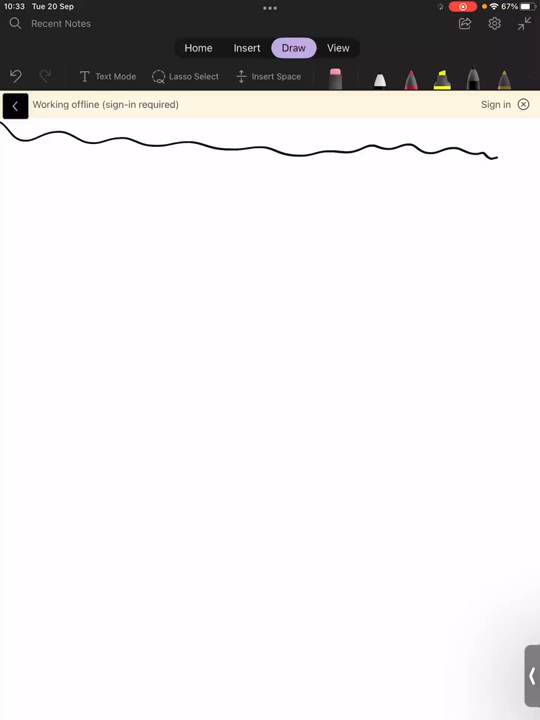 10:33 Tue 20 Sep 67%
Recent Notes
Home Insert Draw View
Text Mode Lasso Select Insert Space
Working offline (sign-in required) Sign in